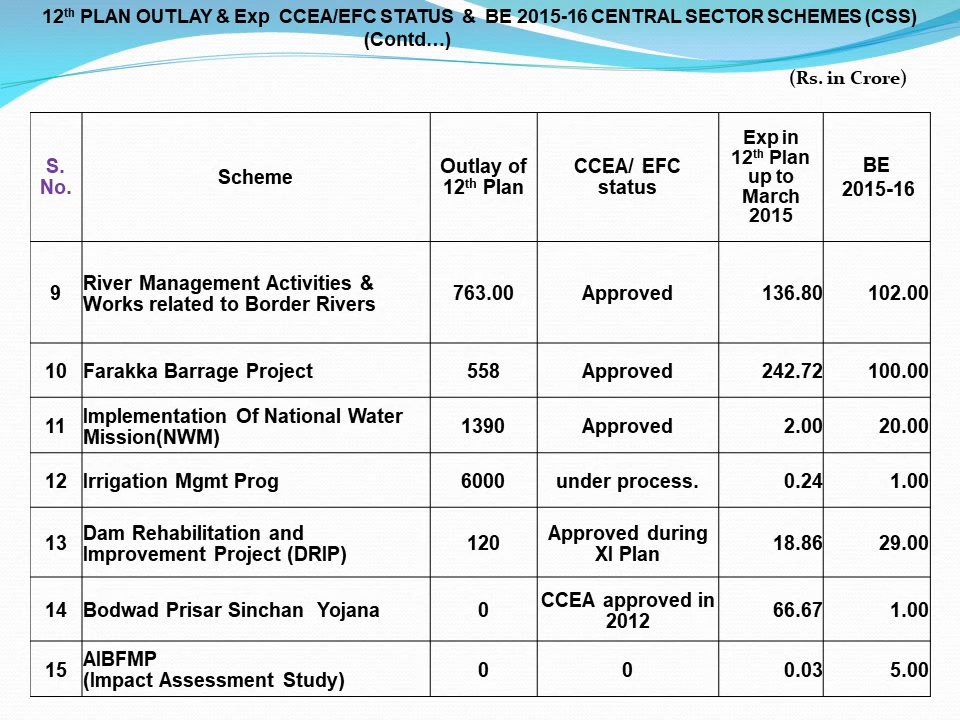 12th PLAN OUTLAY & Exp CCEA/EFC STATUS & BE 2015-16 CENTRAL SECTOR SCHEMES (CSS)
(Contd…)
(Rs. in Crore)
S. No. Scheme Outlay of 12th Plan CCEA/ EFC status Exp in 12th Plan up to March 2015 BE 2015-16
9 River Management Activities & Works related to Border Rivers 763.00 Approved 136.80 102.00
10 Farakka Barrage Project 558 Approved 242.72 100.00
11 Implementation Of National Water Mission(NWM) 1390 Approved 2.00 20.00
12 Irrigation Mgmt Prog 6000 under process. 0.24 1.00
13 Dam Rehabilitation and Improvement Project (DRIP) 120 Approved during XI Plan 18.86 29.00
14 Bodwad Prisar Sinchan Yojana 0 CCEA approved in 2012 66.67 1.00
15 AIBFMP (Impact Assessment Study) 0 0 0.03 5.00